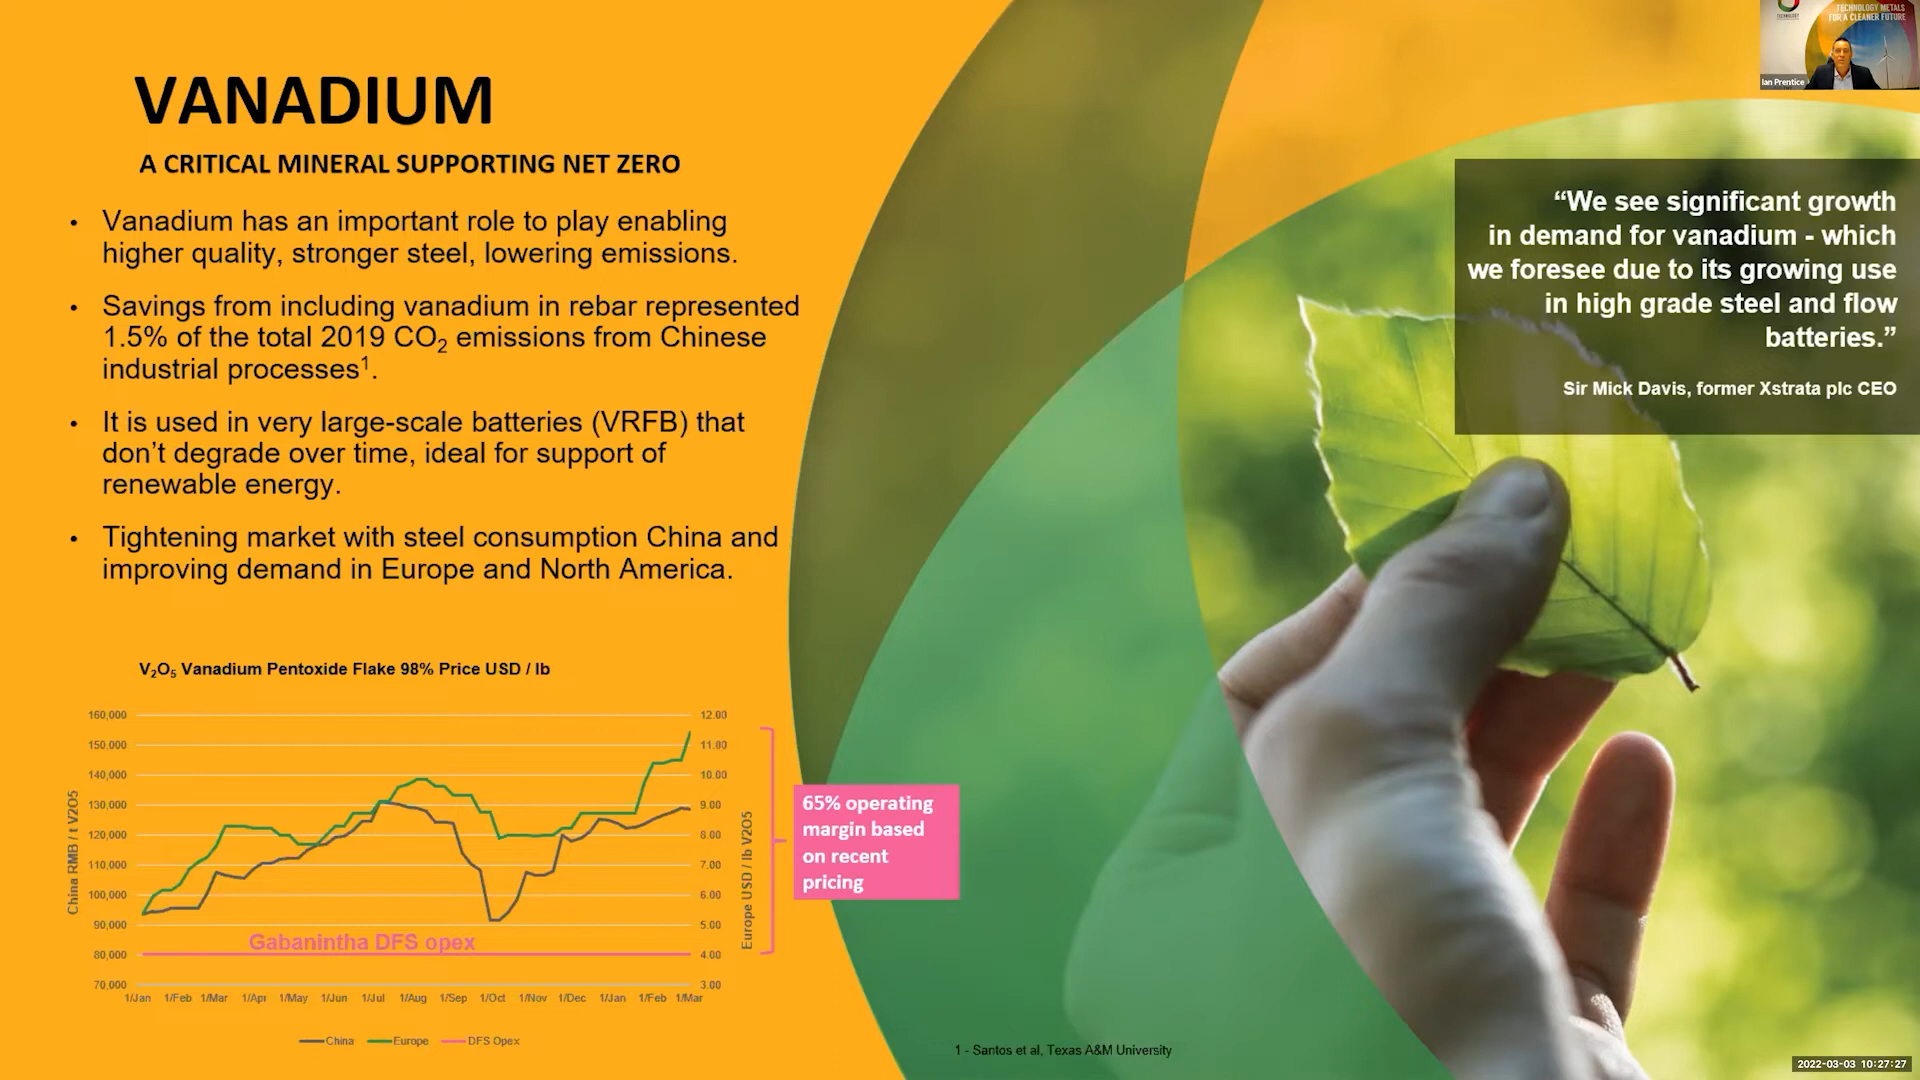 VANADIUM
A CRITICAL MINERAL SUPPORTING NET ZERO
• Vanadium has an important role to play enabling
higher quality, stronger steel, lowering emissions.
• Savings from including vanadium in rebar represented
1.5% of the total 2019 CO₂ emissions from Chinese
industrial processes¹.
• It is used in very large-scale batteries (VRFB) that
don’t degrade over time, ideal for support of
renewable energy.
• Tightening market with steel consumption China and
improving demand in Europe and North America.
V₂O₅ Vanadium Pentoxide Flake 98% Price USD / lb
China RMB / t V2O5
160,000
150,000
140,000
130,000
120,000
110,000
100,000
90,000
80,000
70,000
12.00
11.00
10.00
9.00
8.00
7.00
6.00
5.00
4.00
3.00
Europe USD / lb V2O5
Gabanintha DFS opex
1/Jan 1/Feb 1/Mar 1/Apr 1/May 1/Jun 1/Jul 1/Aug 1/Sep 1/Oct 1/Nov 1/Dec 1/Jan 1/Feb 1/Mar
China Europe DFS Opex
65% operating
margin based
on recent
pricing
TECHNOLOGY METALS
FOR A CLEANER FUTURE
TECHNOLOGY
Ian Prentice
“We see significant growth
in demand for vanadium - which
we foresee due to its growing use
in high grade steel and flow
batteries.”
Sir Mick Davis, former Xstrata plc CEO
1 - Santos et al, Texas A&M University
2022-03-03 10:27:27